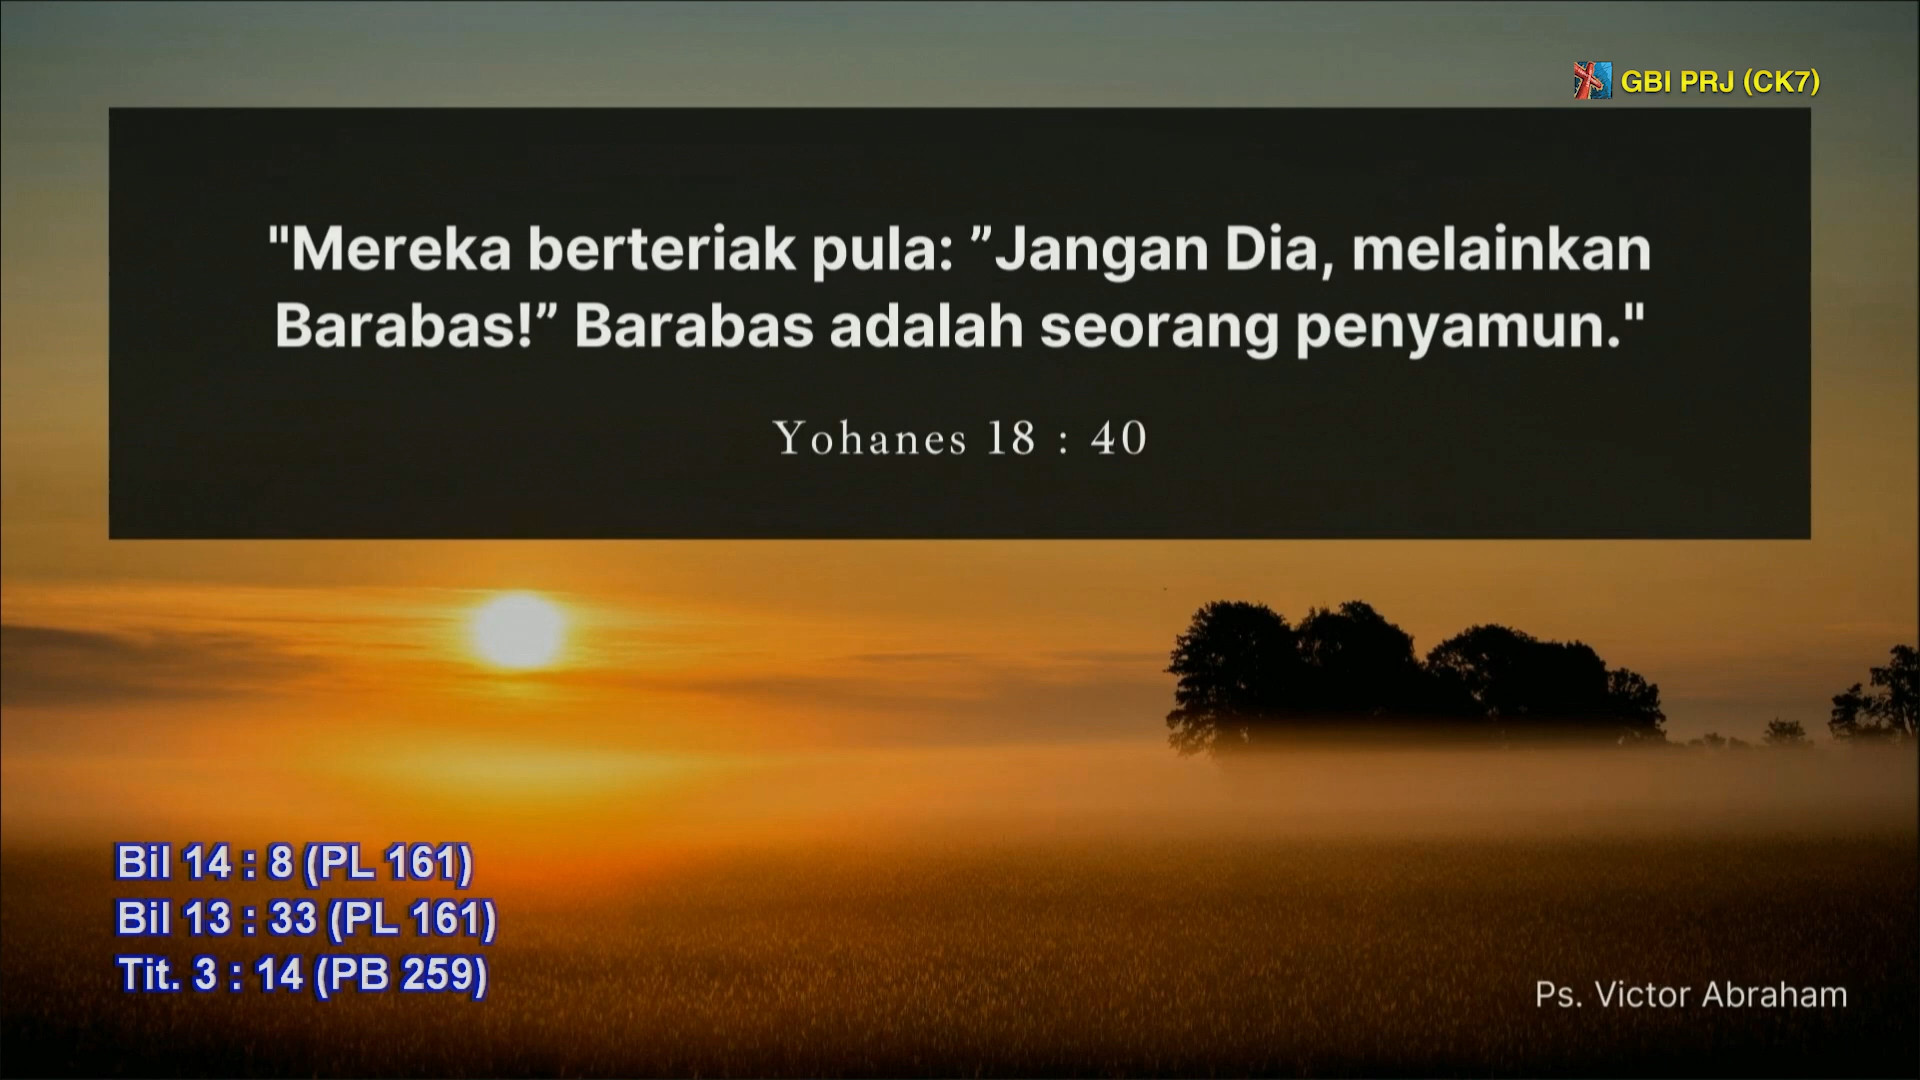 GBI PRJ (CK7)
"Mereka berteriak pula: ”Jangan Dia, melainkan
Barabas!” Barabas adalah seorang penyamun."
Yohanes 18 : 40
Bil 14 : 8 (PL 161)
Bil 13 : 33 (PL 161)
Tit. 3 : 14 (PB 259)
Ps. Victor Abraham